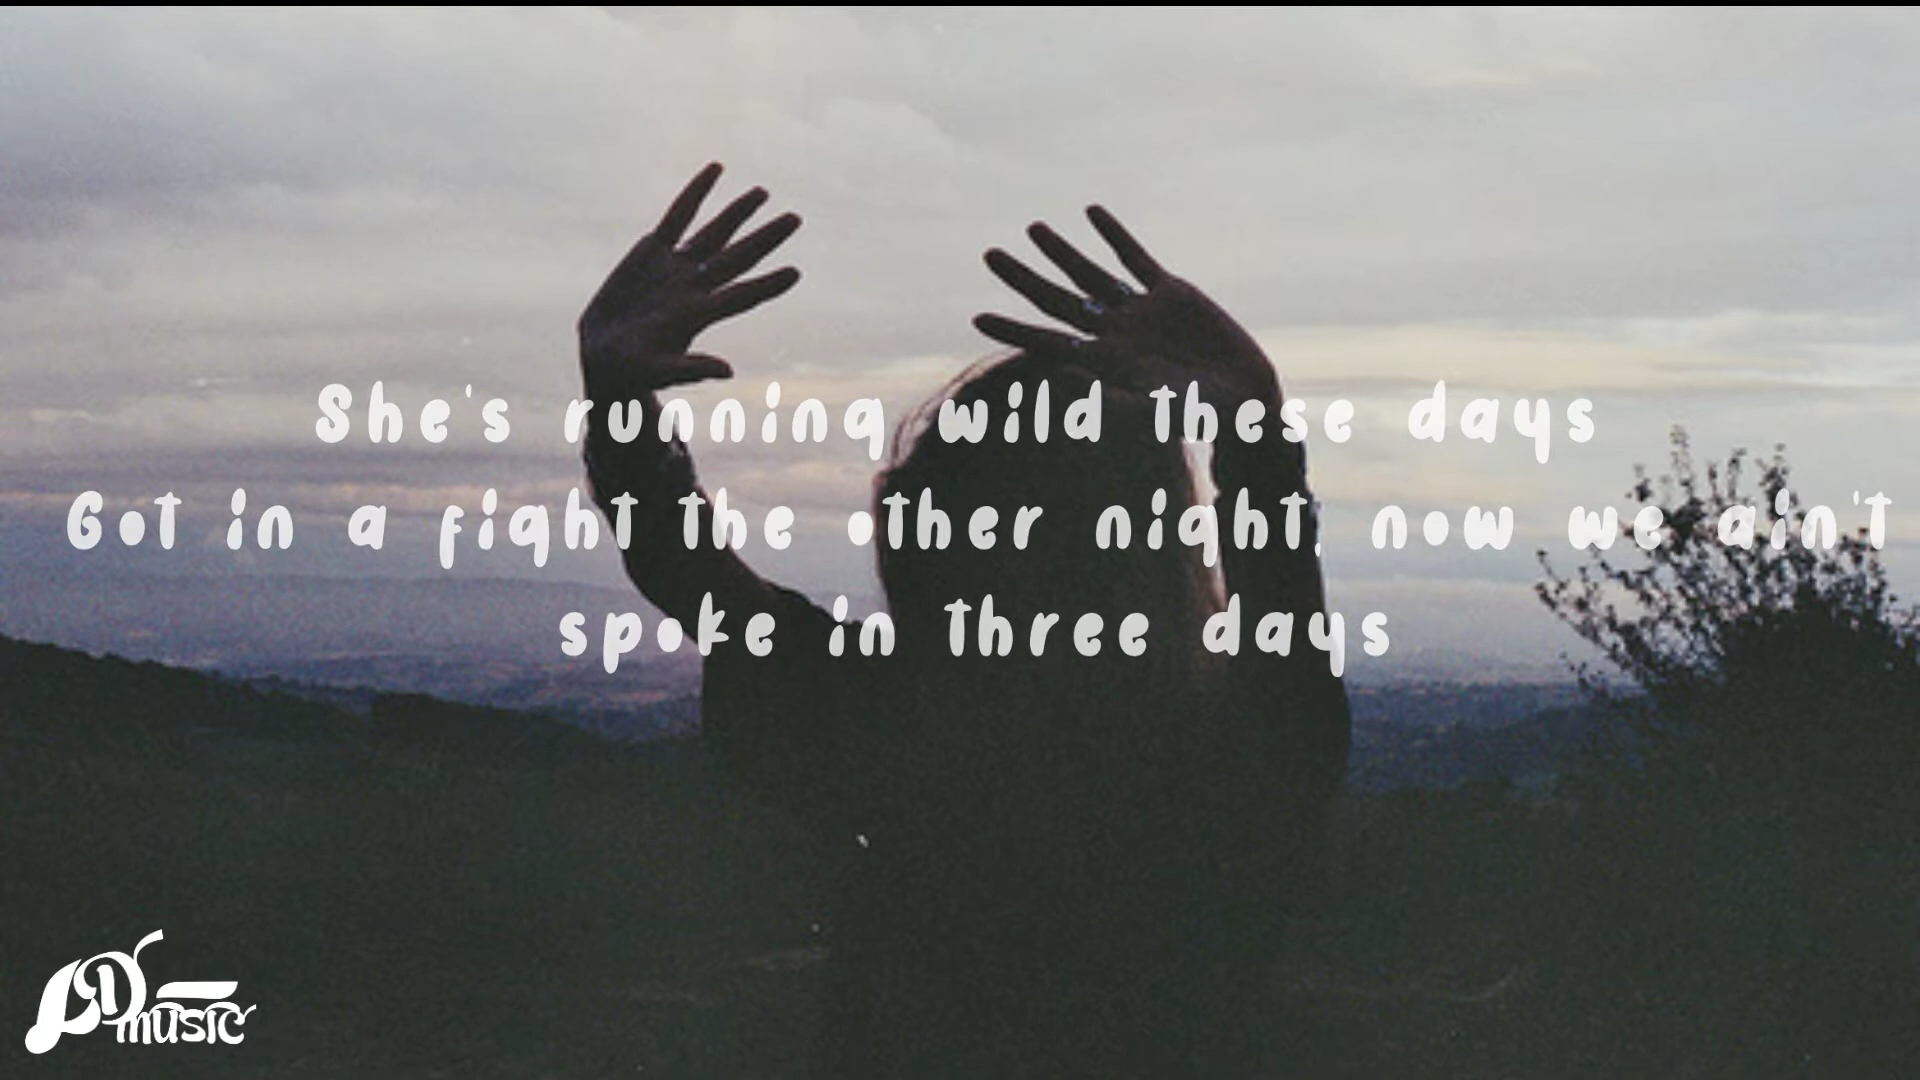 She's running wild these days
Got in a fight the other night, now we ain't
spoke in three days
music